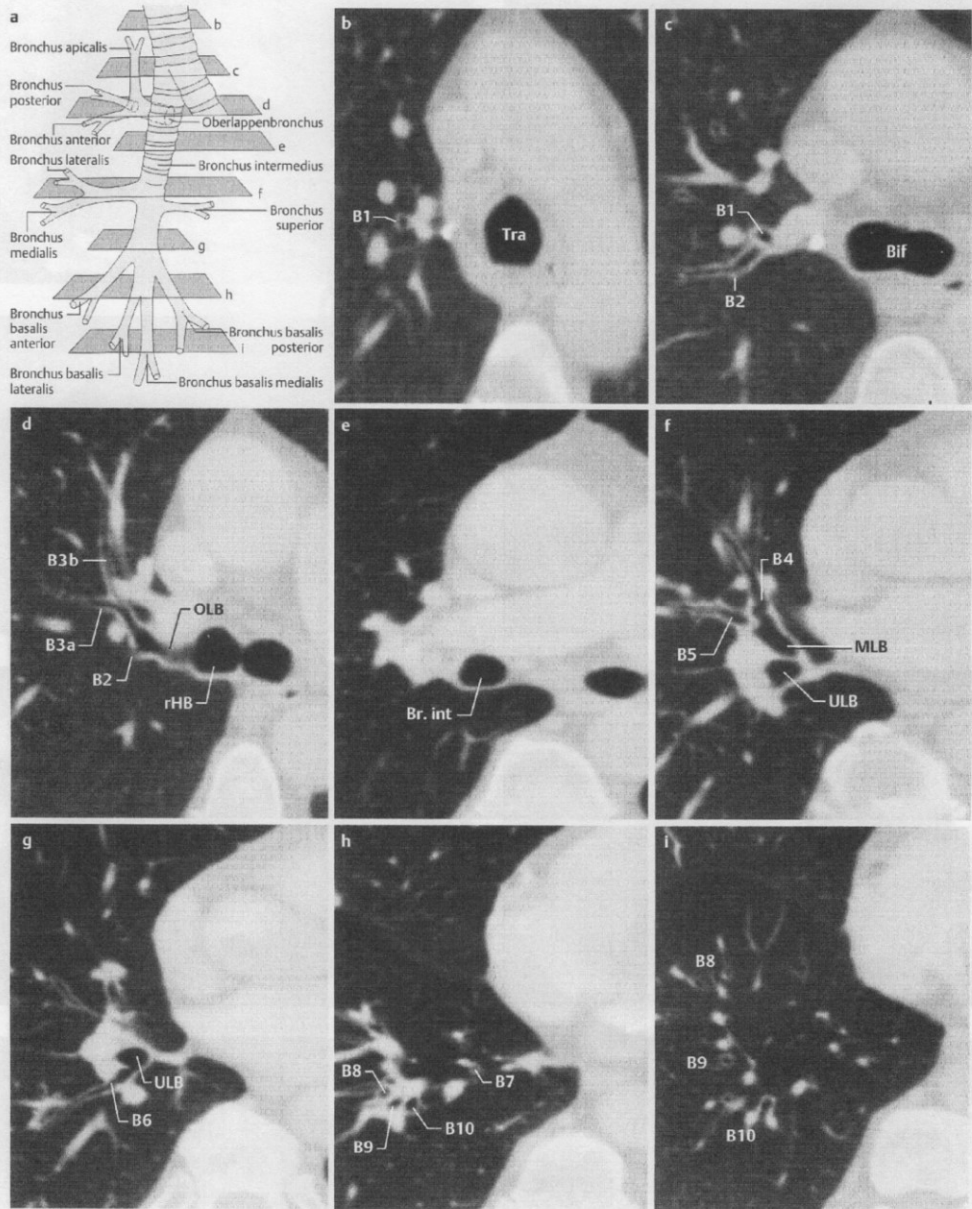 a
b
Bronchus apicalis
c
Bronchus
posterior
d
Oberlappenbronchus
Bronchus anterior
e
Bronchus lateralis
Bronchus intermedius
f
Bronchus
superior
Bronchus
medialis
g
h
Bronchus
basalis
anterior
Bronchus basalis
posterior
i
Bronchus basalis
lateralis
Bronchus basalis medialis
b
B1
Tra
c
B1
Bif
B2
d
B3b
OLB
B3a
B2
rHB
e
Br. int
f
B4
B5
MLB
ULB
g
ULB
B6
h
B8
B7
B10
B9
i
B8
B9
B10